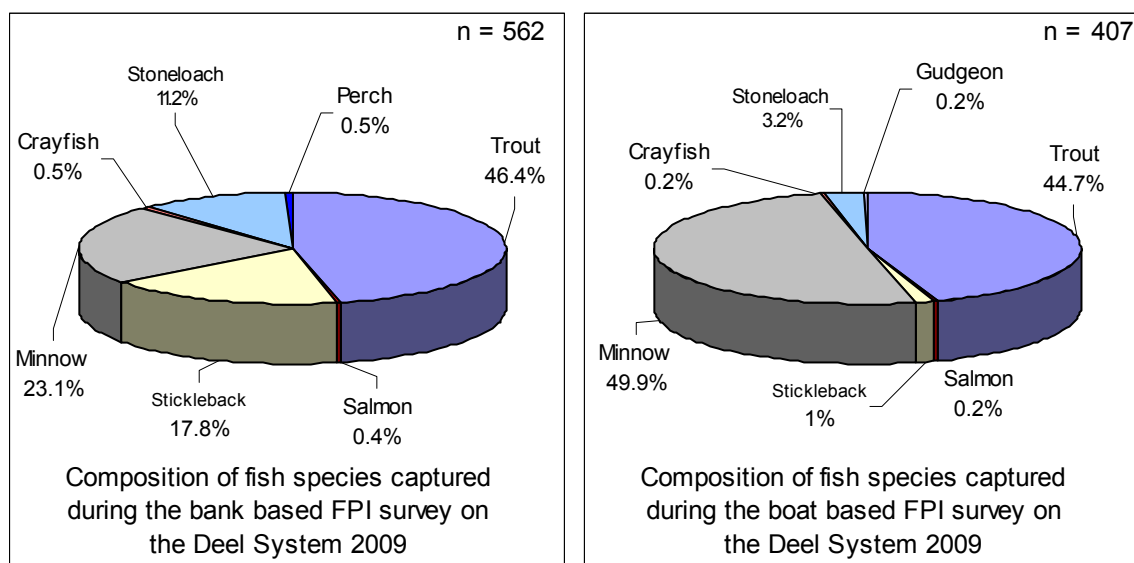 n = 562
Stoneloach
11.2%
Perch
0.5%
Crayfish
0.5%
Trout
46.4%
Minnow
23.1%
Stickleback
17.8%
Salmon
0.4%
Composition of fish species captured
during the bank based FPI survey on
the Deel System 2009
n = 407
Gudgeon
0.2%
Stoneloach
3.2%
Crayfish
0.2%
Trout
44.7%
Minnow
49.9%
Stickleback
1%
Salmon
0.2%
Composition of fish species captured
during the boat based FPI survey on
the Deel System 2009